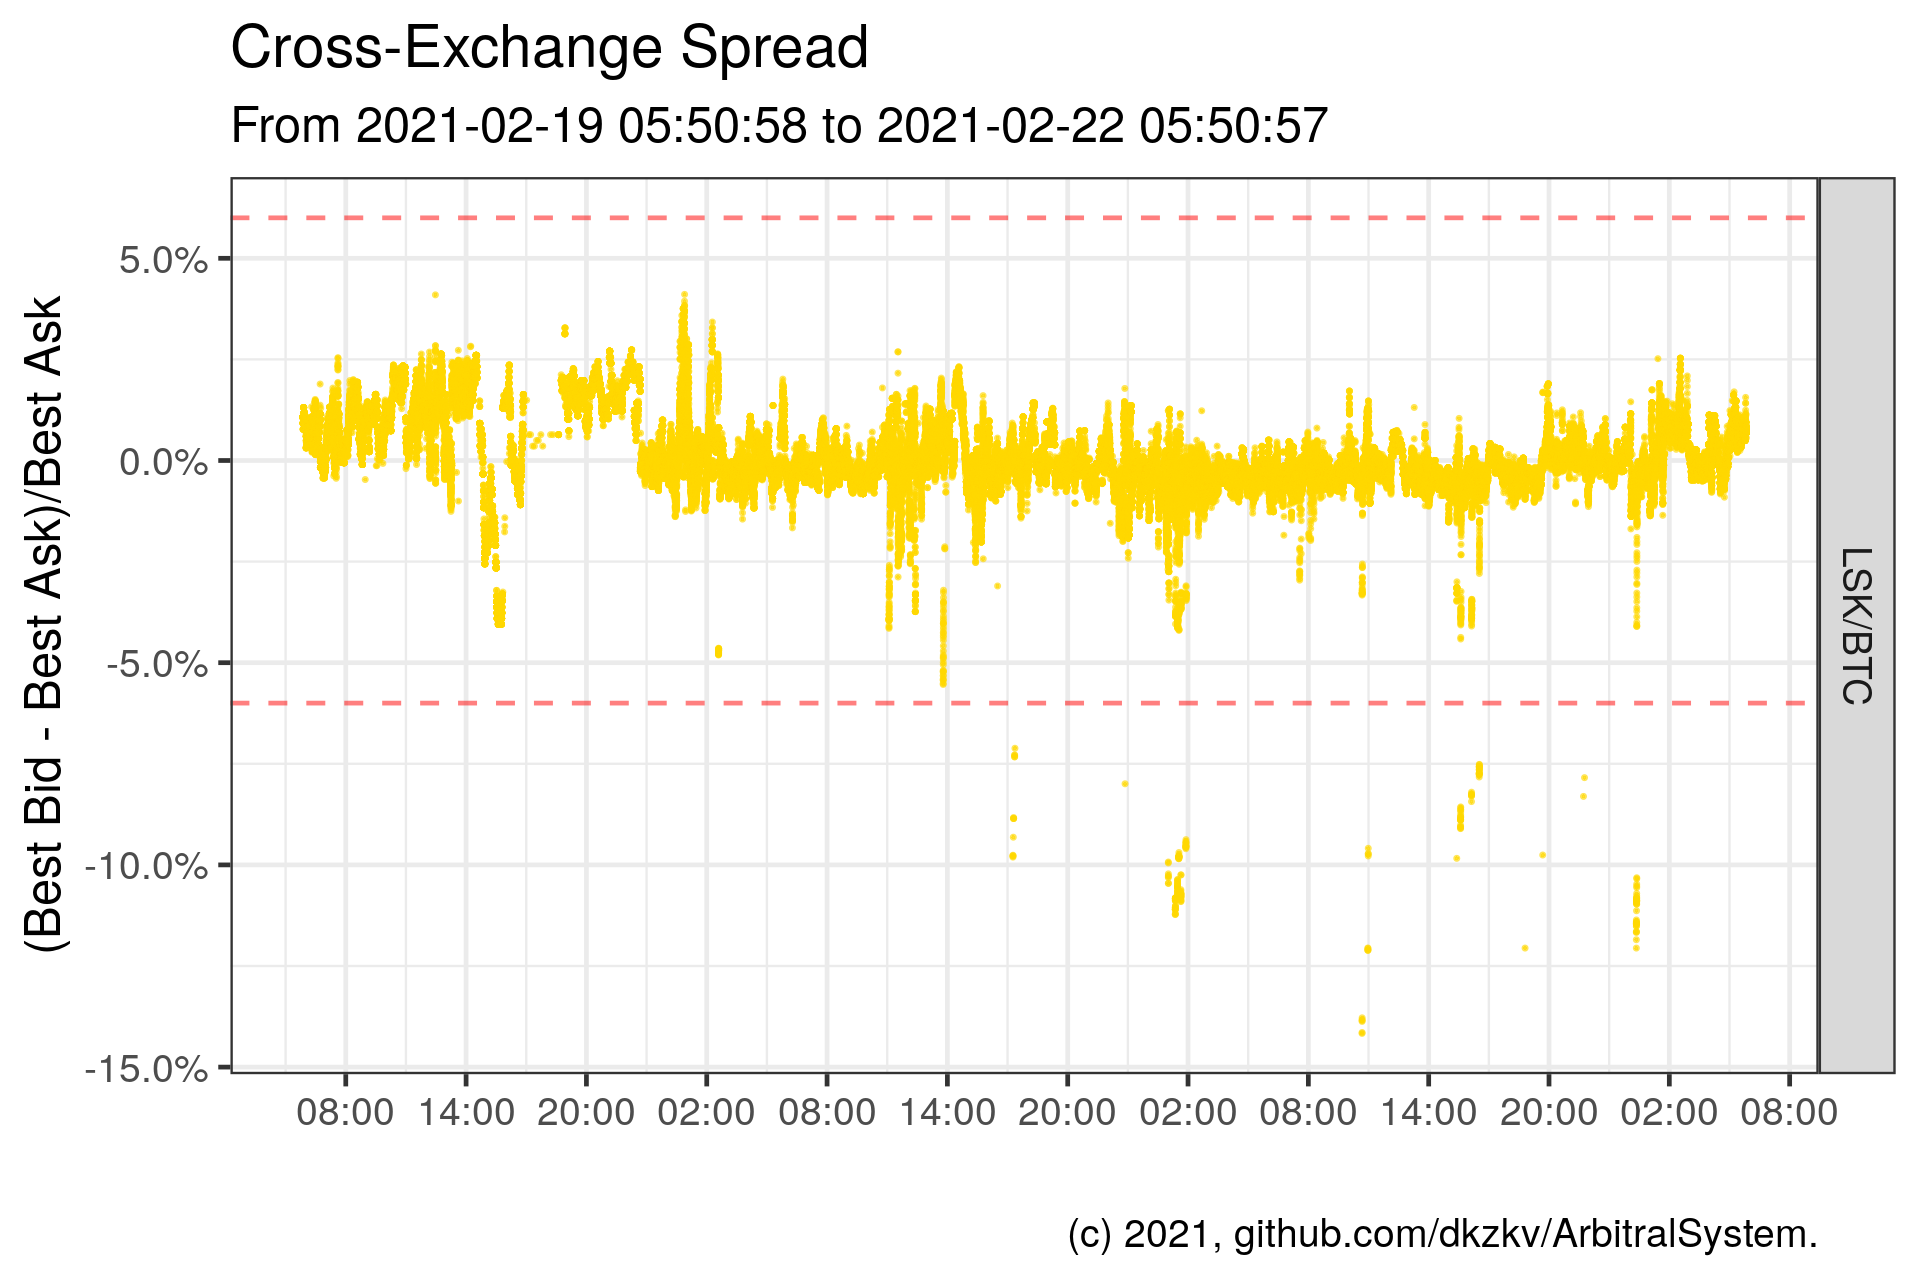 Cross-Exchange Spread
From 2021-02-19 05:50:58 to 2021-02-22 05:50:57
(Best Bid - Best Ask)/Best Ask
5.0%
0.0%
-5.0%
-10.0%
-15.0%
LSK/BTC
08:00 14:00 20:00 02:00 08:00 14:00 20:00 02:00 08:00 14:00 20:00 02:00 08:00
(c) 2021, github.com/dkzkv/ArbitralSystem.